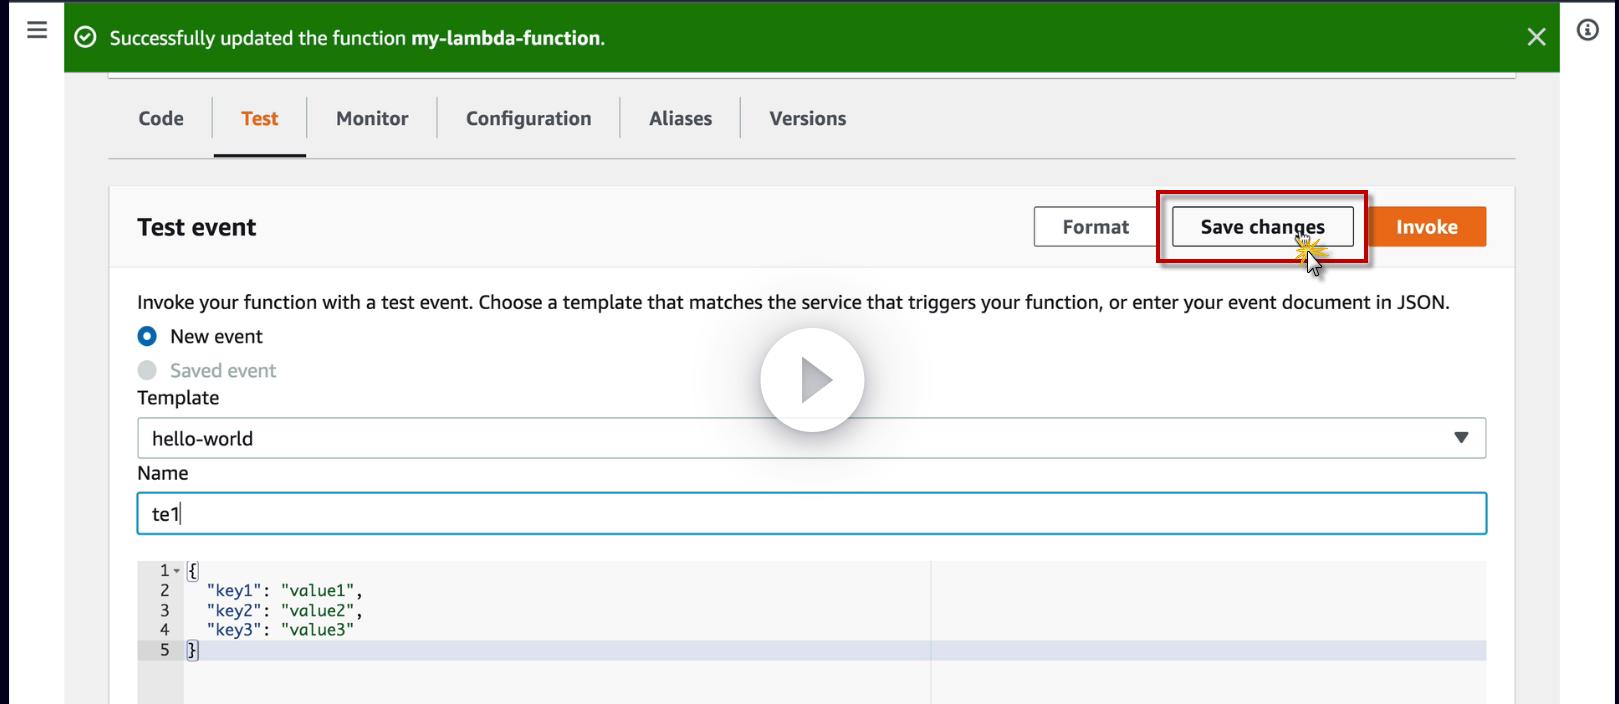 Successfully updated the function my-lambda-function.
Code Test Monitor Configuration Aliases Versions
Test event
Format Save changes Invoke
Invoke your function with a test event. Choose a template that matches the service that triggers your function, or enter your event document in JSON.
New event
Saved event
Template
hello-world
Name
te1
1 {
2 "key1": "value1",
3 "key2": "value2",
4 "key3": "value3"
5 }